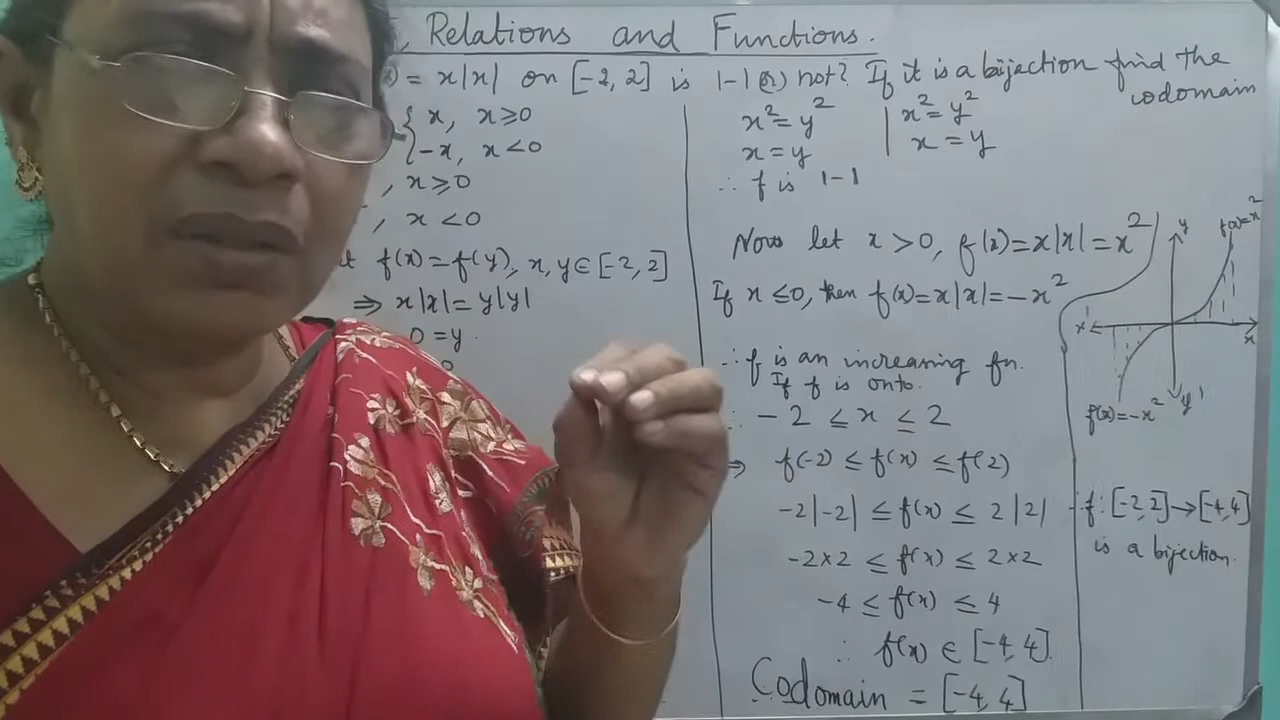 Relations and Functions.
= x|x| on [-2, 2] is 1-1 (or) not? If it is a bijection find the
codomain
{ x, x ≥ 0
-x, x < 0
, x ≥ 0
, x < 0
f(x) = f(y), x, y ∈ [-2, 2]
⇒ x|x| = y|y|
0 = y
x² = y²
x = y
∴ f is 1-1
x² = y²
x = y
Now let x > 0, f(x) = x|x| = x²
If x ≤ 0, then f(x) = x|x| = -x²
∴ f is an increasing fn.
If f is onto.
∴ -2 ≤ x ≤ 2
⇒ f(-2) ≤ f(x) ≤ f(2)
-2|-2| ≤ f(x) ≤ 2|2|
-2×2 ≤ f(x) ≤ 2×2
-4 ≤ f(x) ≤ 4
∴ f(x) ∈ [-4, 4]
Codomain = [-4, 4]
y
f(x)=x²
x
y'
f(x)=-x²
f: [-2, 2] → [-4, 4]
is a bijection.